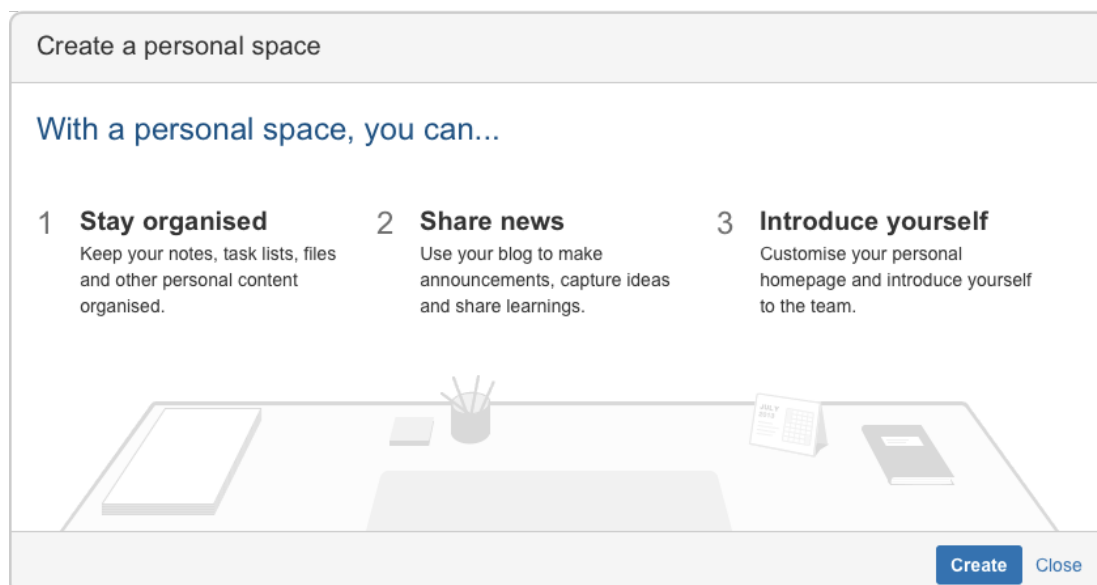 Create a personal space
With a personal space, you can...
1 Stay organised
Keep your notes, task lists, files
and other personal content
organised.
2 Share news
Use your blog to make
announcements, capture ideas
and share learnings.
3 Introduce yourself
Customise your personal
homepage and introduce yourself
to the team.
JULY
Create Close